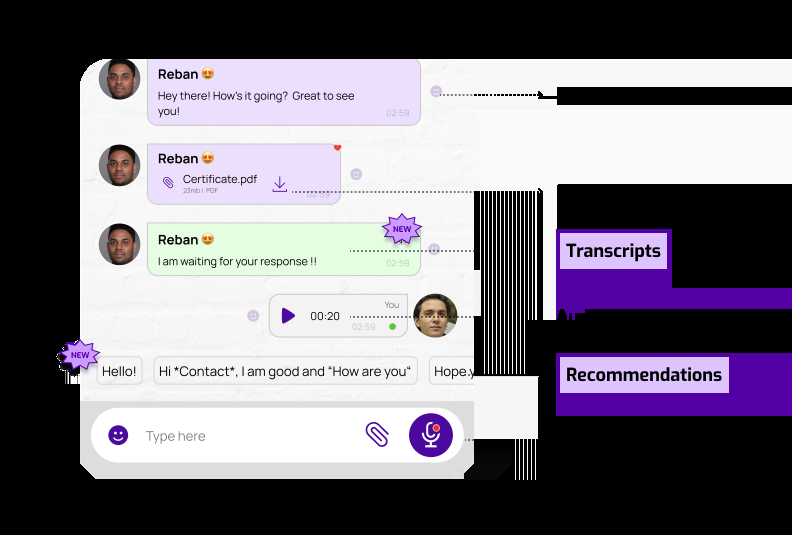 Reban 😍
Hey there! How's it going? Great to see
you!
02:59
Reban 😍
Certificate.pdf
23mb | PDF
02:59
NEW
Reban 😍
I am waiting for your response !!
02:59
Transcripts
You
00:20
02:59
NEW
Hello!
Hi *Contact*, I am good and “How are you“
Hope.y
Recommendations
Type here